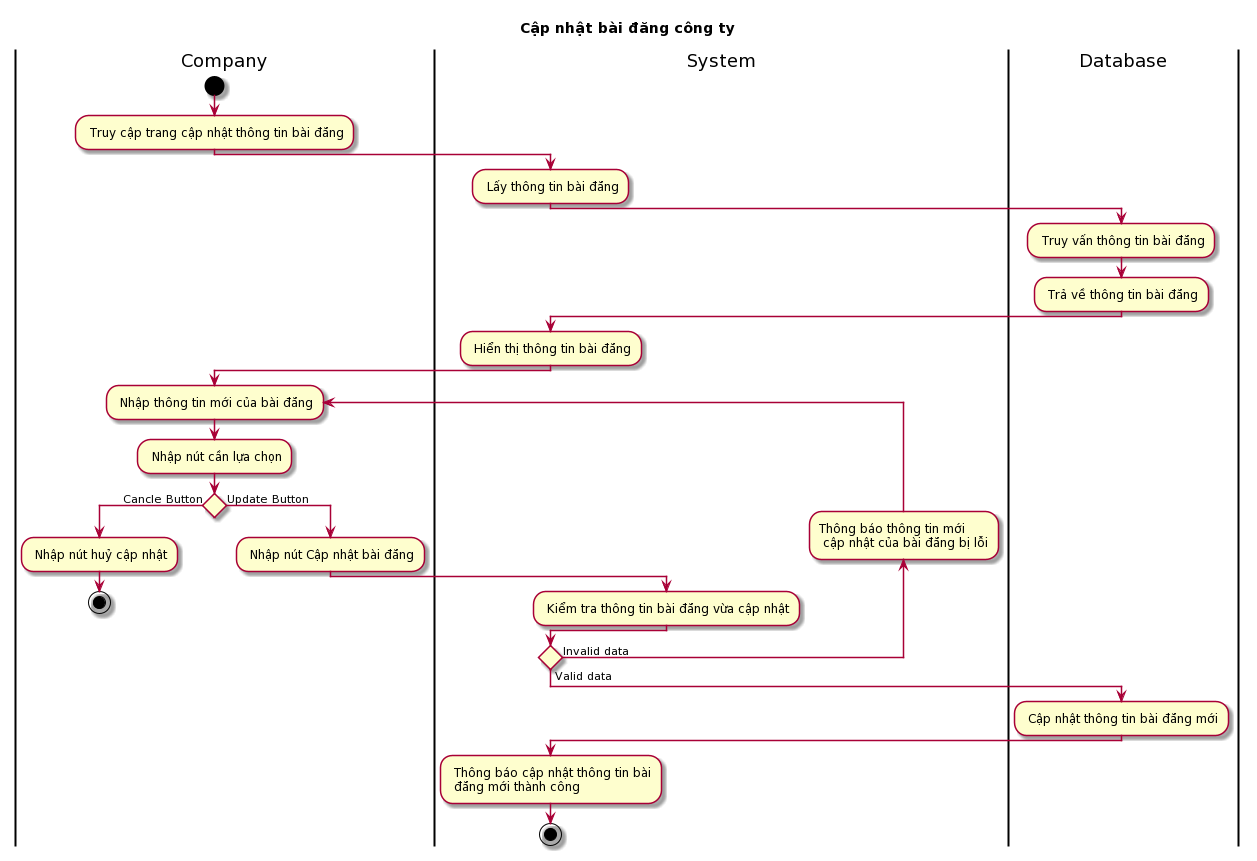 Cập nhật bài đăng công ty
Company
System
Database
Truy cập trang cập nhật thông tin bài đăng
Lấy thông tin bài đăng
Truy vấn thông tin bài đăng
Trả về thông tin bài đăng
Hiển thị thông tin bài đăng
Nhập thông tin mới của bài đăng
Nhập nút cần lựa chọn
Cancle Button
Update Button
Nhập nút huỷ cập nhật
Nhập nút Cập nhật bài đăng
Thông báo thông tin mới
cập nhật của bài đăng bị lỗi
Kiểm tra thông tin bài đăng vừa cập nhật
Invalid data
Valid data
Cập nhật thông tin bài đăng mới
Thông báo cập nhật thông tin bài
đăng mới thành công